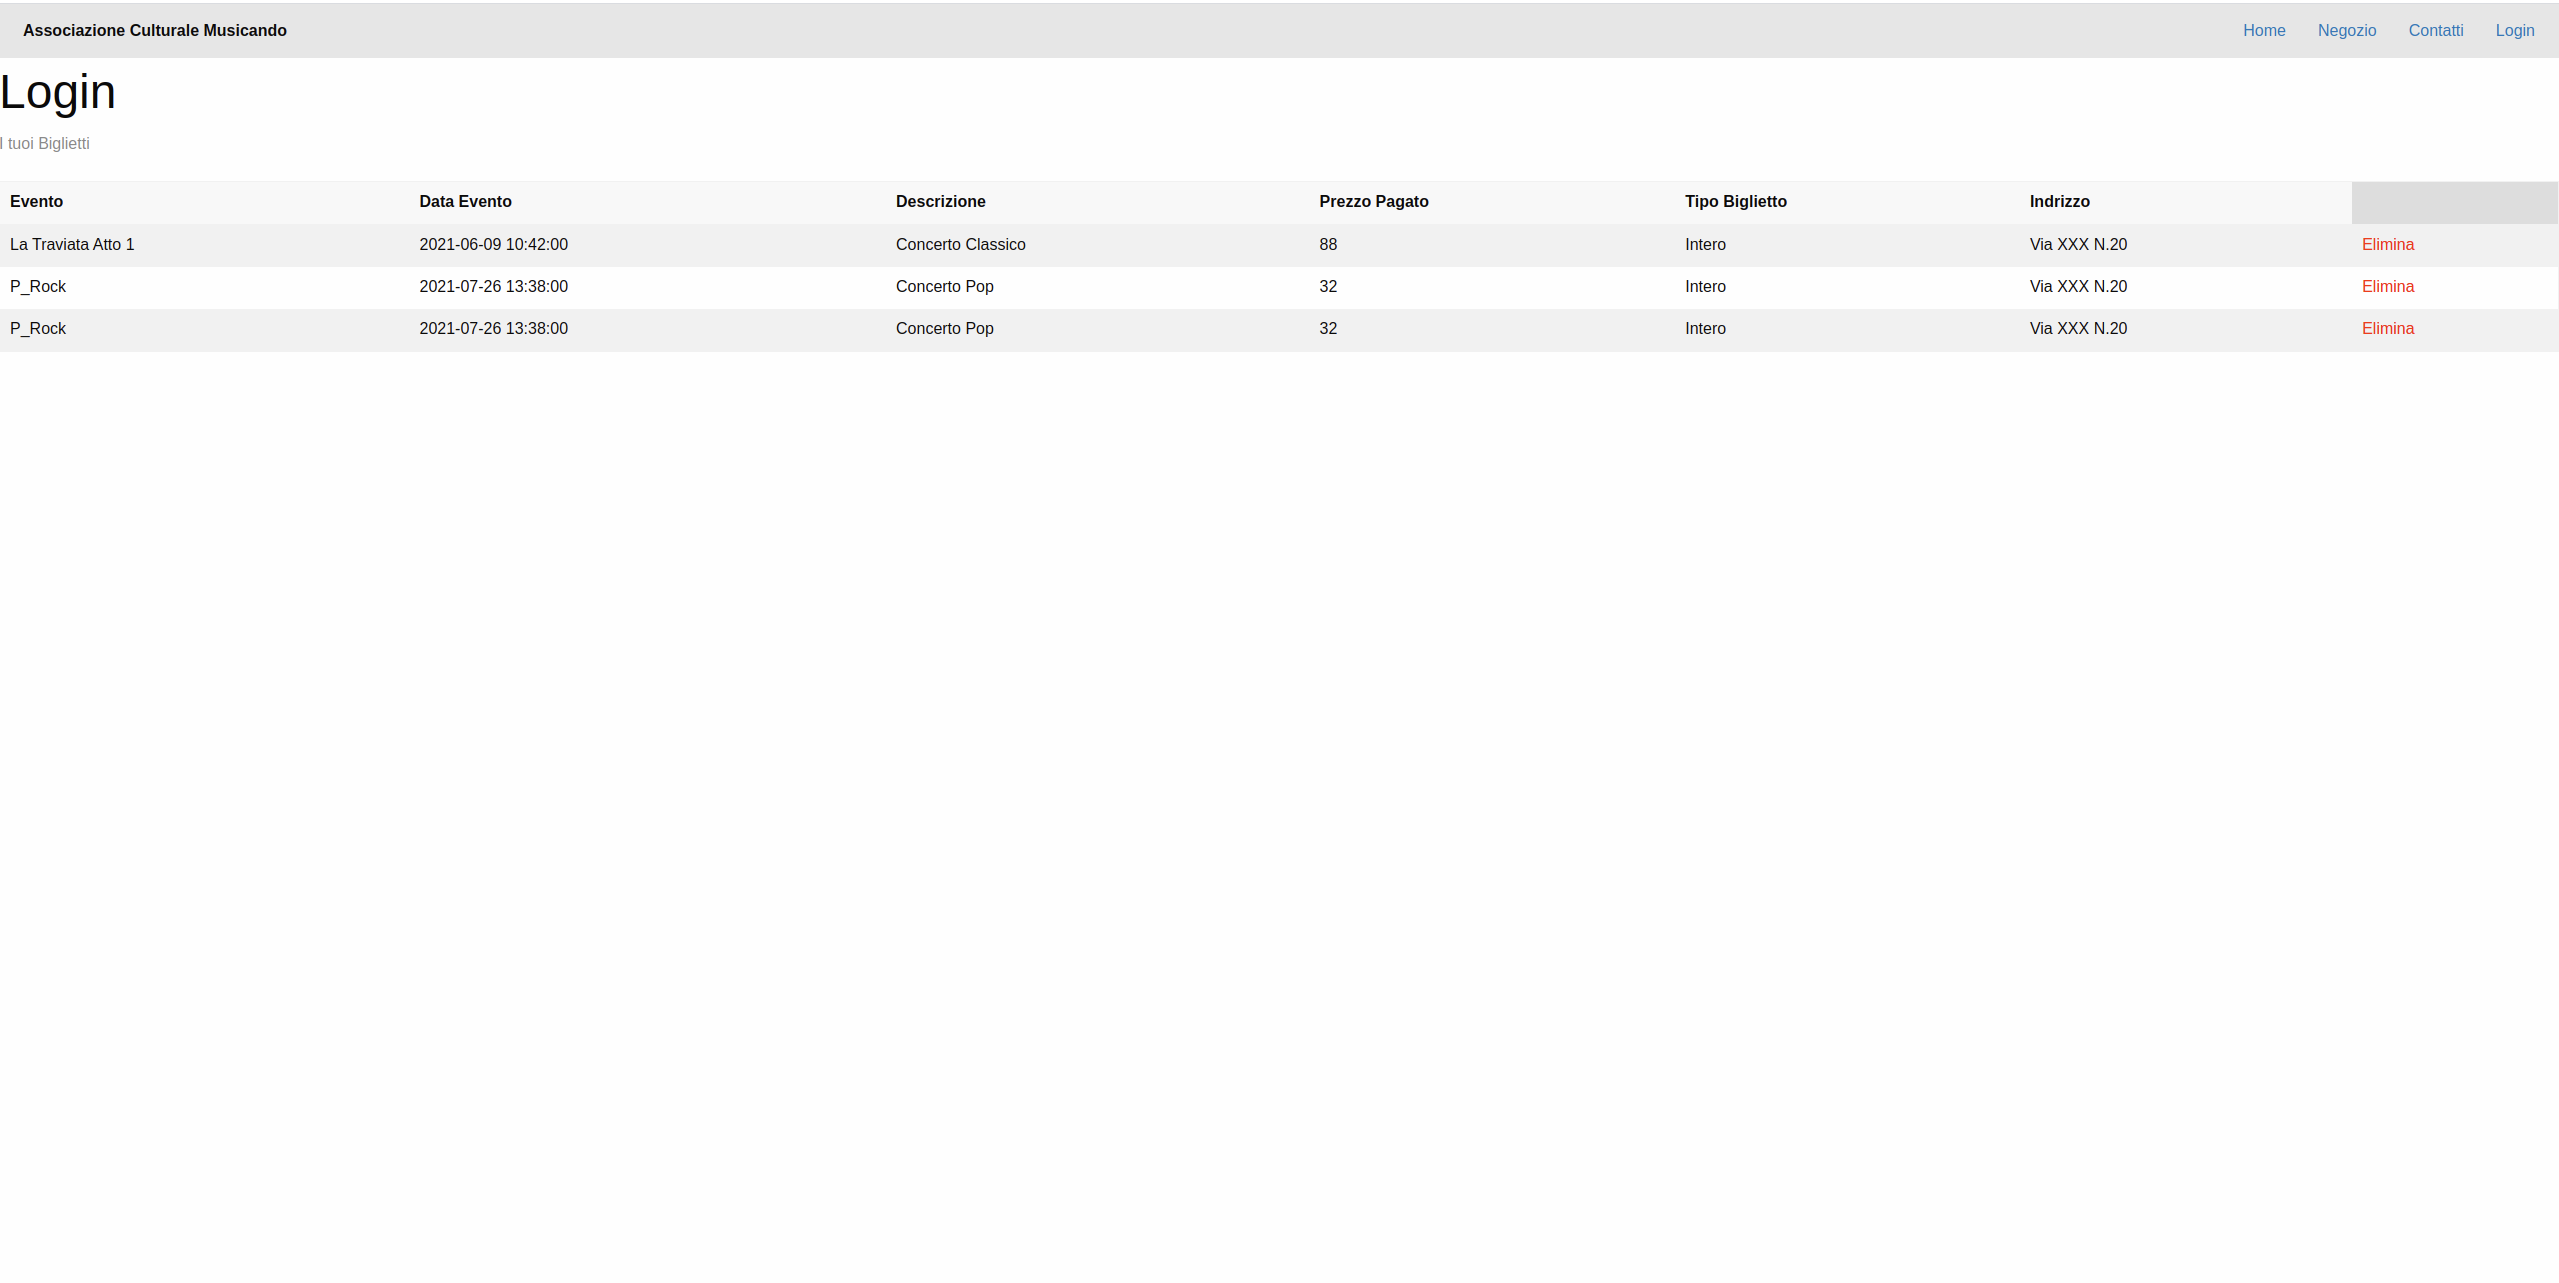 Associazione Culturale Musicando Home Negozio Contatti Login
Login
I tuoi Biglietti
Evento Data Evento Descrizione Prezzo Pagato Tipo Biglietto Indrizzo
La Traviata Atto 1 2021-06-09 10:42:00 Concerto Classico 88 Intero Via XXX N.20 Elimina
P_Rock 2021-07-26 13:38:00 Concerto Pop 32 Intero Via XXX N.20 Elimina
P_Rock 2021-07-26 13:38:00 Concerto Pop 32 Intero Via XXX N.20 Elimina